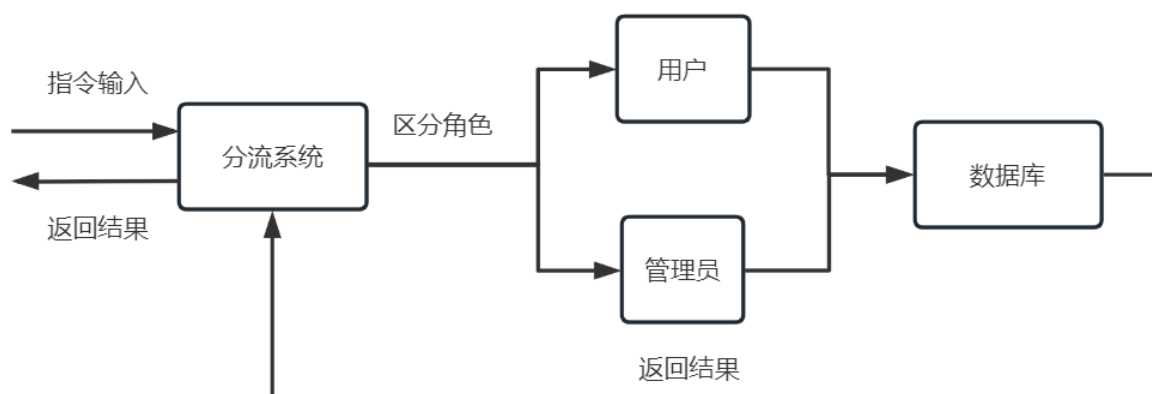 指令输入
分流系统
返回结果
区分角色
用户
管理员
返回结果
数据库